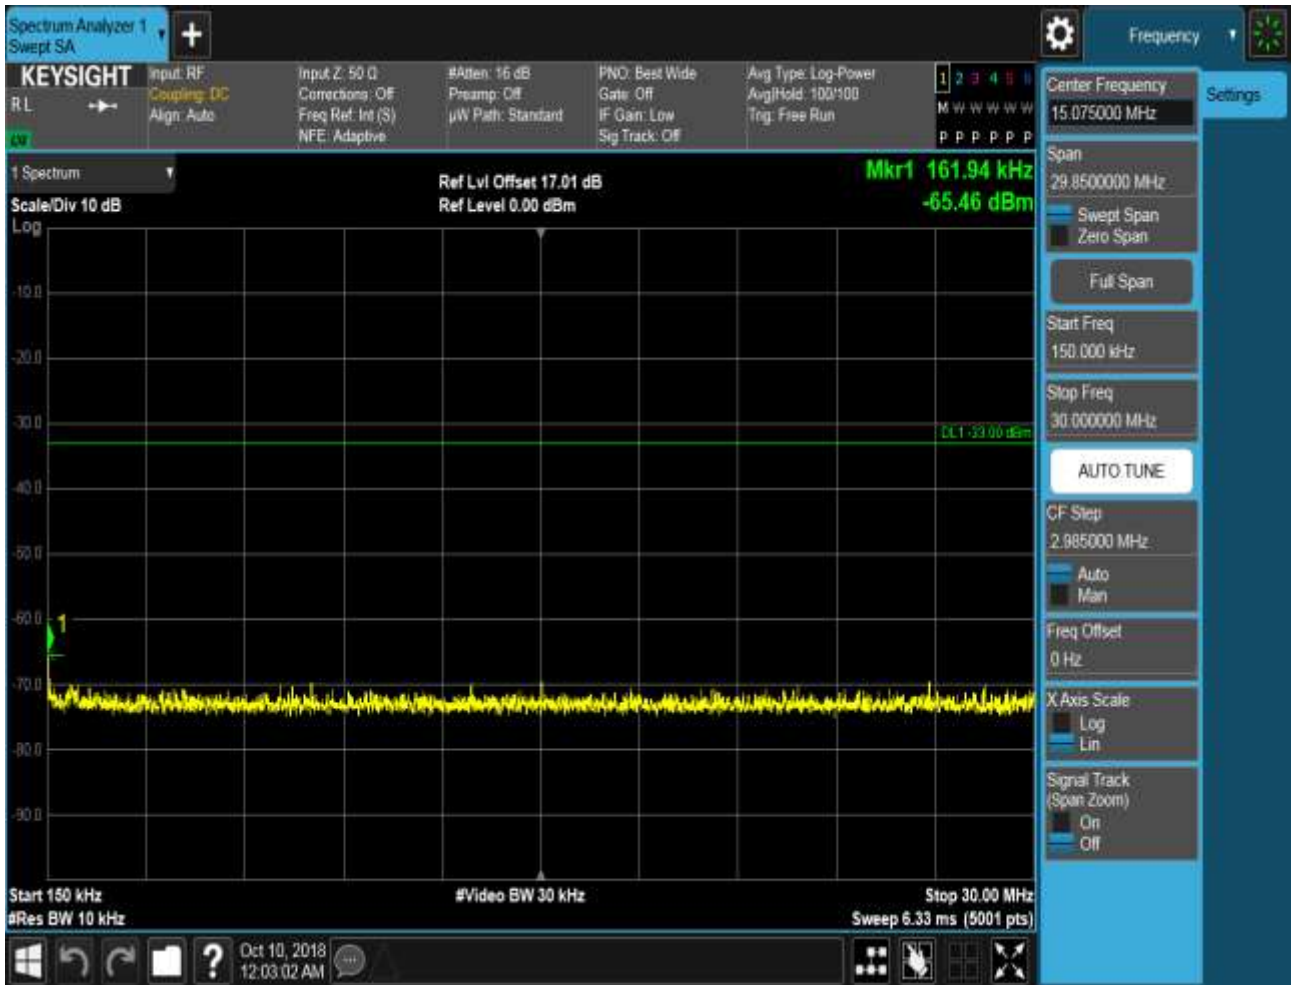 Spectrum Analyzer 1
Swept SA
Frequency
KEYSIGHT
RL
Input: RF
Coupling: DC
Align: Auto
Input Z: 50 Ω
Corrections: Off
Freq Ref: Int (S)
NFE: Adaptive
#Atten: 16 dB
Preamp: Off
µW Path: Standard
PNO: Best Wide
Gate: Off
IF Gain: Low
Sig Track: Off
Avg Type: Log-Power
Avg|Hold: 100/100
Trig: Free Run
1 2 3 4 5 6
M W W W W W
P P P P P P
1 Spectrum
Scale/Div 10 dB
Log
Ref Lvl Offset 17.01 dB
Ref Level 0.00 dBm
Mkr1 161.94 kHz
-65.46 dBm
-10.0
-20.0
-30.0
DL1 -33.00 dBm
-40.0
-50.0
-60.0
1
-70.0
-80.0
-90.0
Start 150 kHz
#Res BW 10 kHz
#Video BW 30 kHz
Stop 30.00 MHz
Sweep 6.33 ms (5001 pts)
Center Frequency
15.075000 MHz
Settings
Span
29.8500000 MHz
Swept Span
Zero Span
Full Span
Start Freq
150.000 kHz
Stop Freq
30.000000 MHz
AUTO TUNE
CF Step
2.985000 MHz
Auto
Man
Freq Offset
0 Hz
X Axis Scale
Log
Lin
Signal Track
(Span Zoom)
On
Off
?
Oct 10, 2018
12:03:02 AM